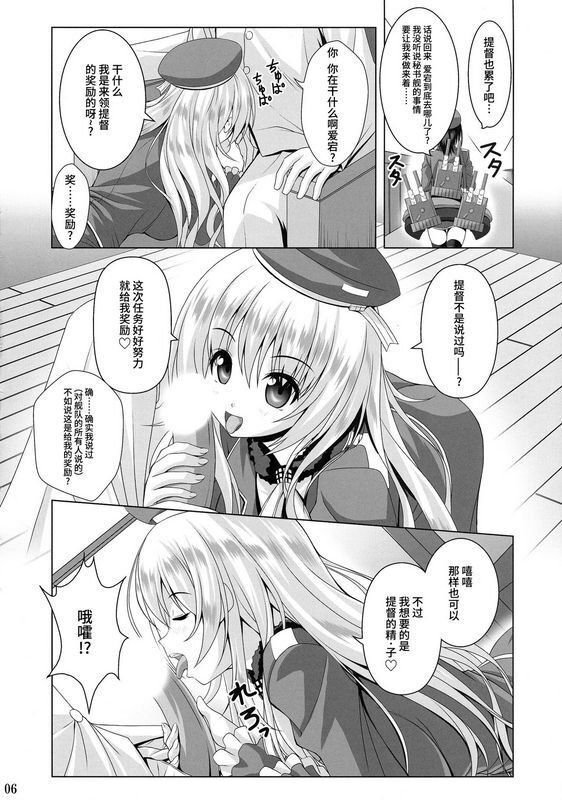 提督也累了吧…
话说回来 爱宕到底去哪儿了?
我没听说秘书舰的事情
要让我来做来着……
スタ
スタ
你 你在干什么啊爱宕?
ちゅぱ
ちゅぱ
干什么
我是来领提督
的奖励的呀~?
奖……奖励?
提督不是说过吗——?
这次任务好好努力
就给我奖励♡
确……确实我说过
(对舰队的所有人说的)
不如说这是给我的奖励?
嘻嘻
那样也可以
不过
我想要的是
提督的精·子♡
れろっ
哦嚯!?
06